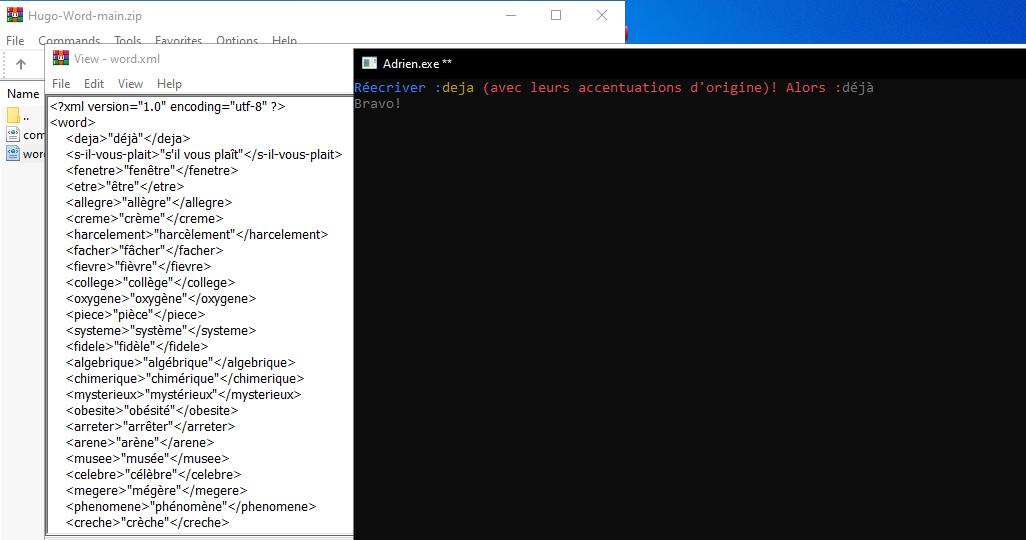 Hugo-Word-main.zip
File Commands Tools Favorites Options Help
View - word.xml
File Edit View Help
Name
..
com
word
<?xml version="1.0" encoding="utf-8" ?>
<word>
<deja>"déjà"</deja>
<s-il-vous-plait>"s'il vous plaît"</s-il-vous-plait>
<fenetre>"fenêtre"</fenetre>
<etre>"être"</etre>
<allegre>"allègre"</allegre>
<creme>"crème"</creme>
<harcelement>"harcèlement"</harcelement>
<facher>"fâcher"</facher>
<fievre>"fièvre"</fievre>
<college>"collège"</college>
<oxygene>"oxygène"</oxygene>
<piece>"pièce"</piece>
<systeme>"système"</systeme>
<fidele>"fidèle"</fidele>
<algebrique>"algébrique"</algebrique>
<chimerique>"chimérique"</chimerique>
<mysterieux>"mystérieux"</mysterieux>
<obesite>"obésité"</obesite>
<arreter>"arrêter"</arreter>
<arene>"arène"</arene>
<musee>"musée"</musee>
<celebre>"célèbre"</celebre>
<megere>"mégère"</megere>
<phenomene>"phénomène"</phenomene>
<creche>"crèche"</creche>
Adrien.exe **
Réecriver :deja (avec leurs accentuations d'origine)! Alors :déjà
Bravo!